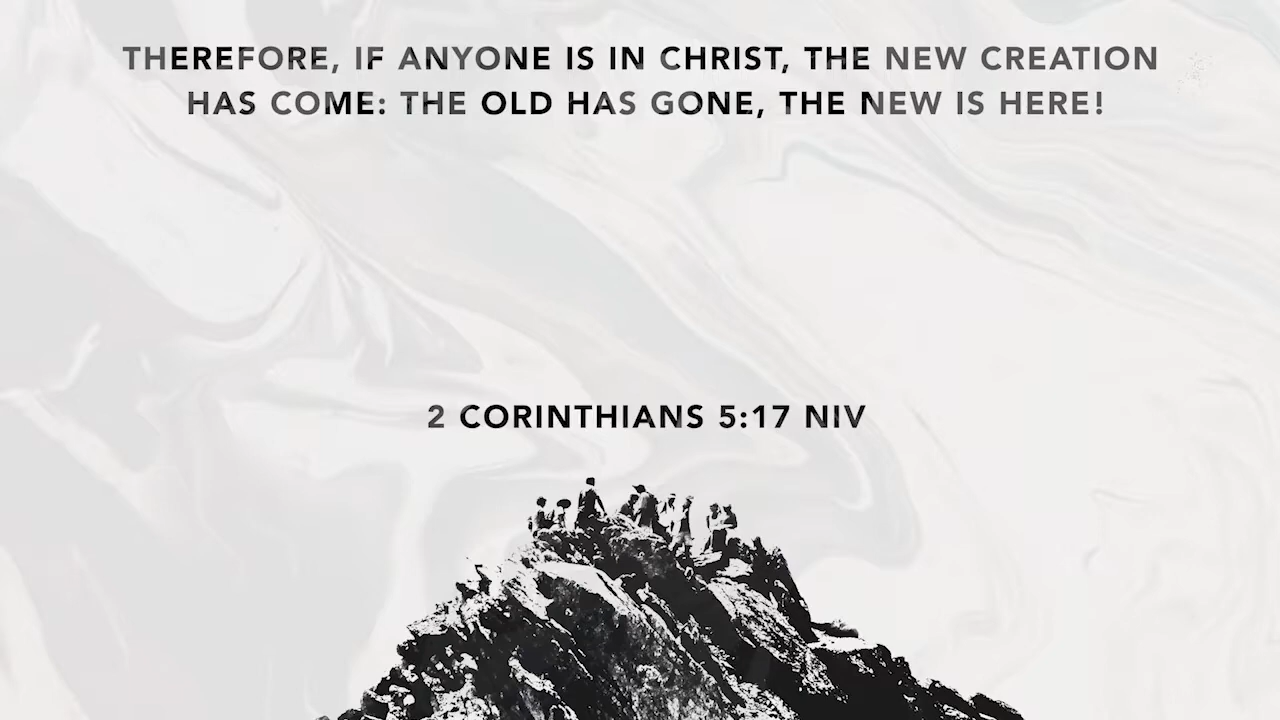 THEREFORE, IF ANYONE IS IN CHRIST, THE NEW CREATION
HAS COME: THE OLD HAS GONE, THE NEW IS HERE!
2 CORINTHIANS 5:17 NIV